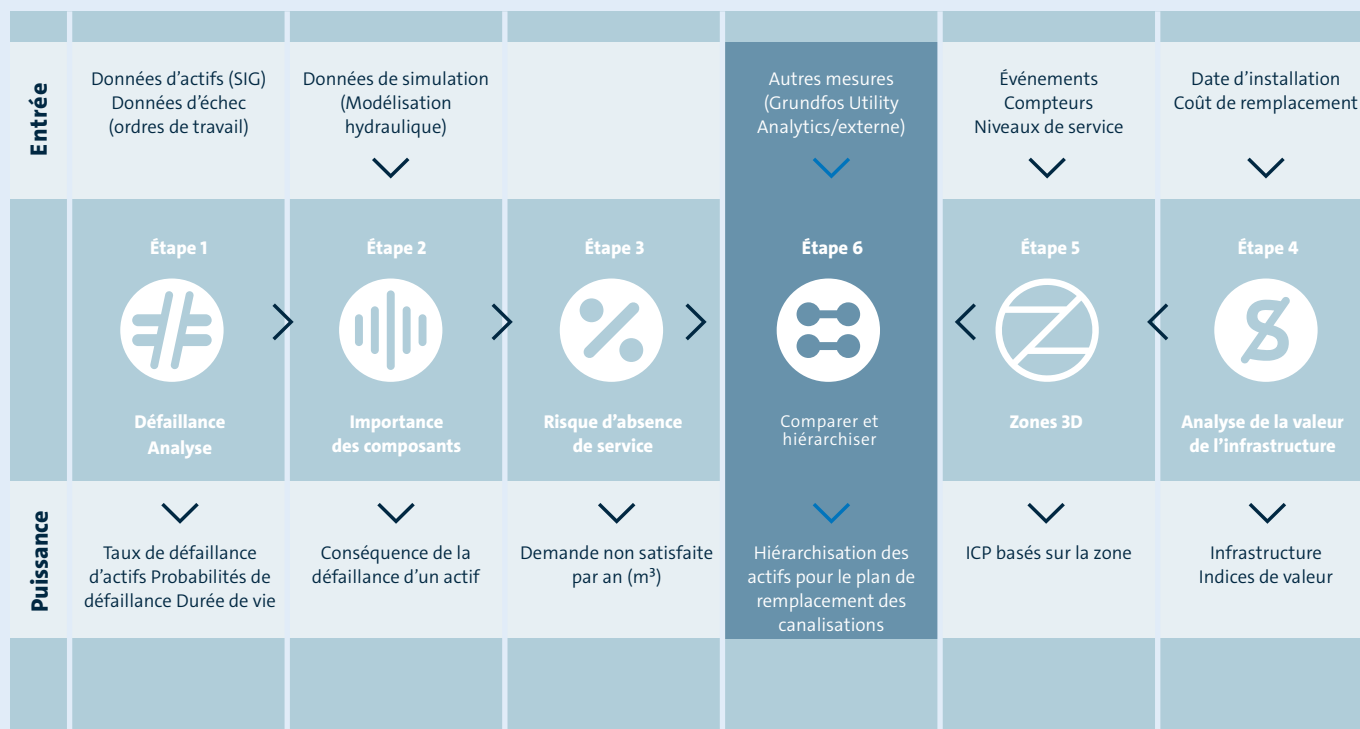 Entrée
Données d’actifs (SIG)
Données d’échec
(ordres de travail)
Données de simulation
(Modélisation
hydraulique)
Autres mesures
(Grundfos Utility
Analytics/externe)
Événements
Compteurs
Niveaux de service
Date d’installation
Coût de remplacement
Étape 1
Défaillance
Analyse
Étape 2
Importance
des composants
Étape 3
Risque d’absence
de service
Étape 6
Comparer et
hiérarchiser
Étape 5
Zones 3D
Étape 4
Analyse de la valeur
de l’infrastructure
Puissance
Taux de défaillance
d’actifs Probabilités de
défaillance Durée de vie
Conséquence de la
défaillance d’un actif
Demande non satisfaite
par an (m³)
Hiérarchisation des
actifs pour le plan de
remplacement des
canalisations
ICP basés sur la zone
Infrastructure
Indices de valeur